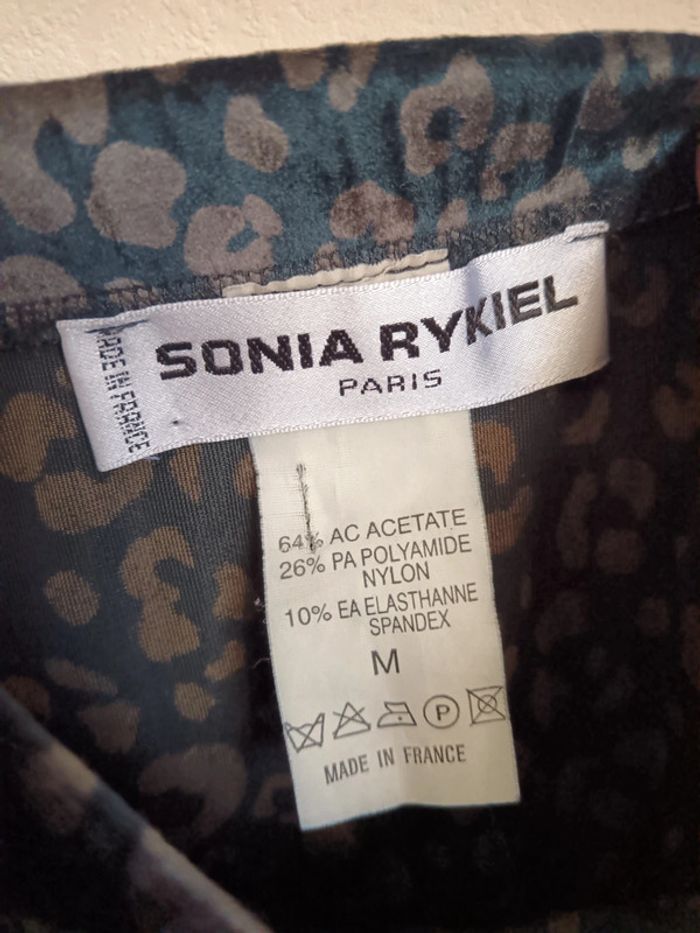 SONIA RYKIEL
PARIS
MADE IN FRANCE
64% AC ACETATE
26% PA POLYAMIDE
NYLON
10% EA ELASTHANNE
SPANDEX
M
P
MADE IN FRANCE